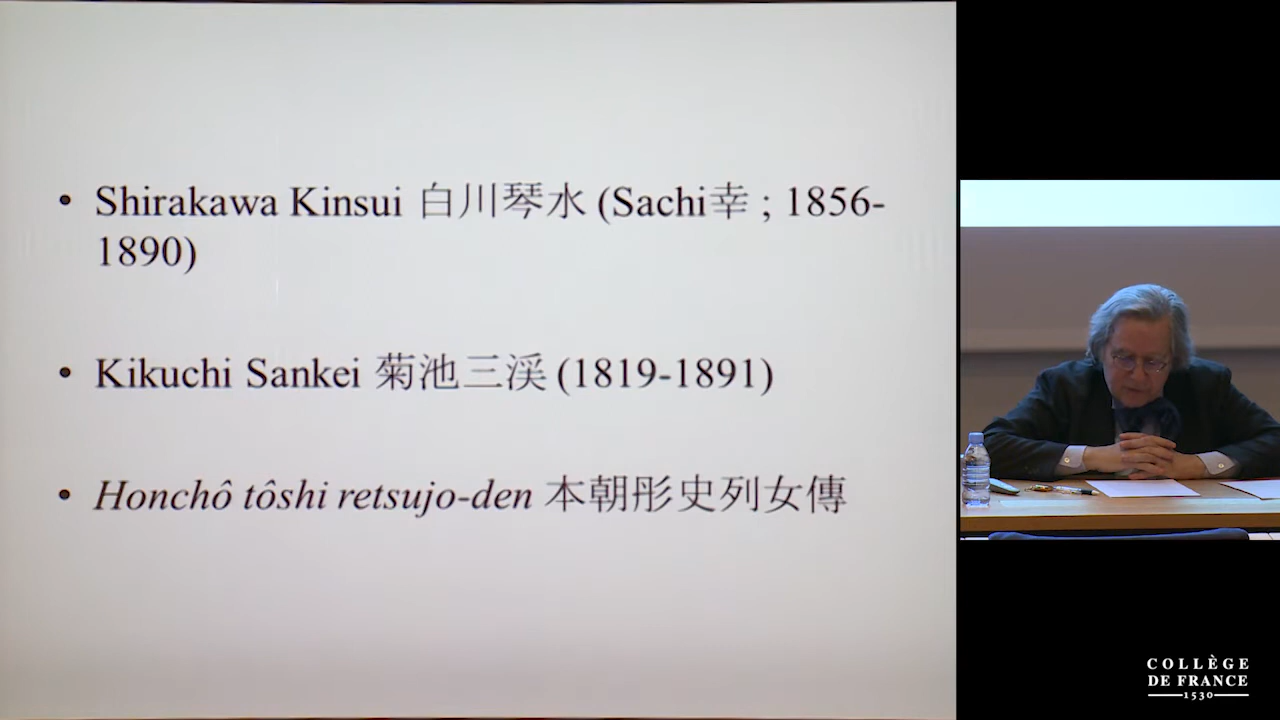 • Shirakawa Kinsui 白川琴水 (Sachi幸 ; 1856-
1890)
• Kikuchi Sankei 菊池三渓 (1819-1891)
• Honchô tôshi retsujo-den 本朝彤史列女傳
COLLÈGE
DE FRANCE
1530